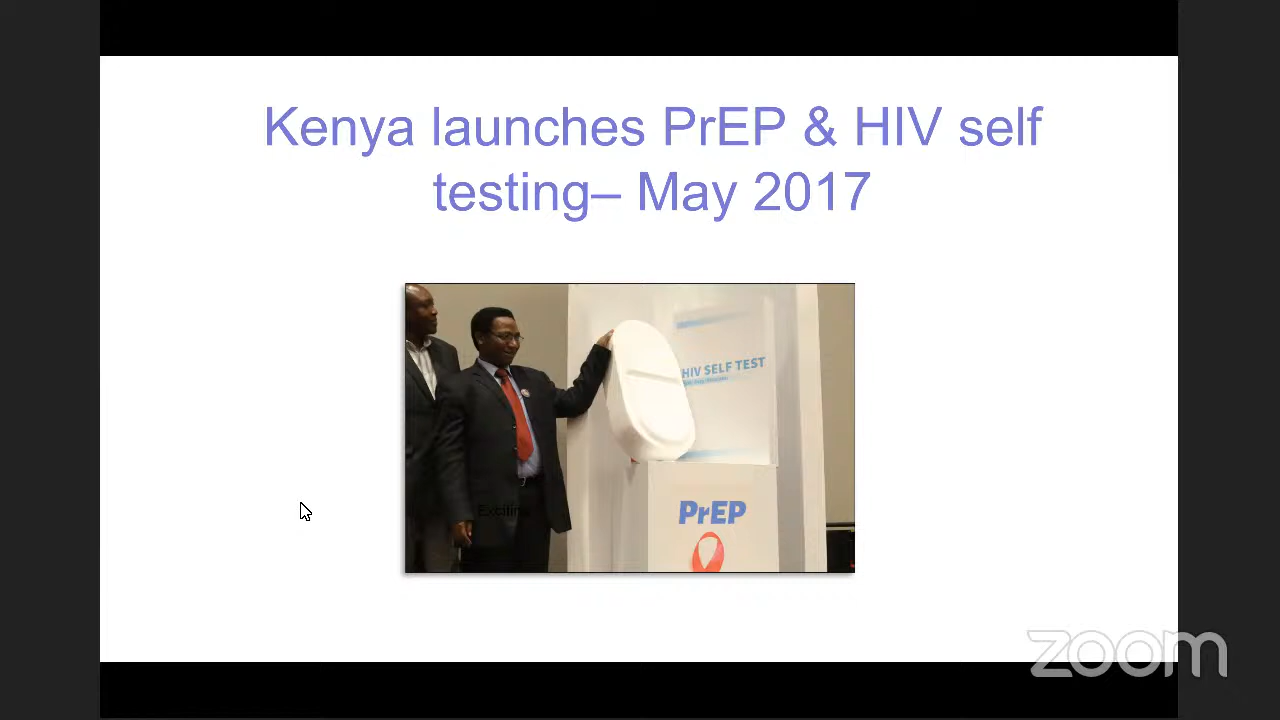 Kenya launches PrEP & HIV self
testing– May 2017
HIV SELF TEST
PrEP
zoom